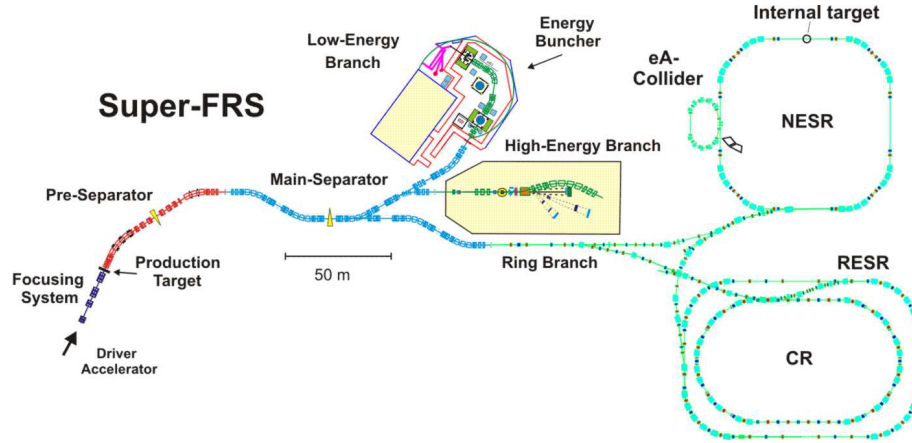 Internal target
Low-Energy
Branch
Energy
Buncher
eA-
Collider
Super-FRS
NESR
High-Energy Branch
Main-Separator
Pre-Separator
Production
Target
Focusing
System
50 m
Ring Branch
RESR
Driver
Accelerator
CR